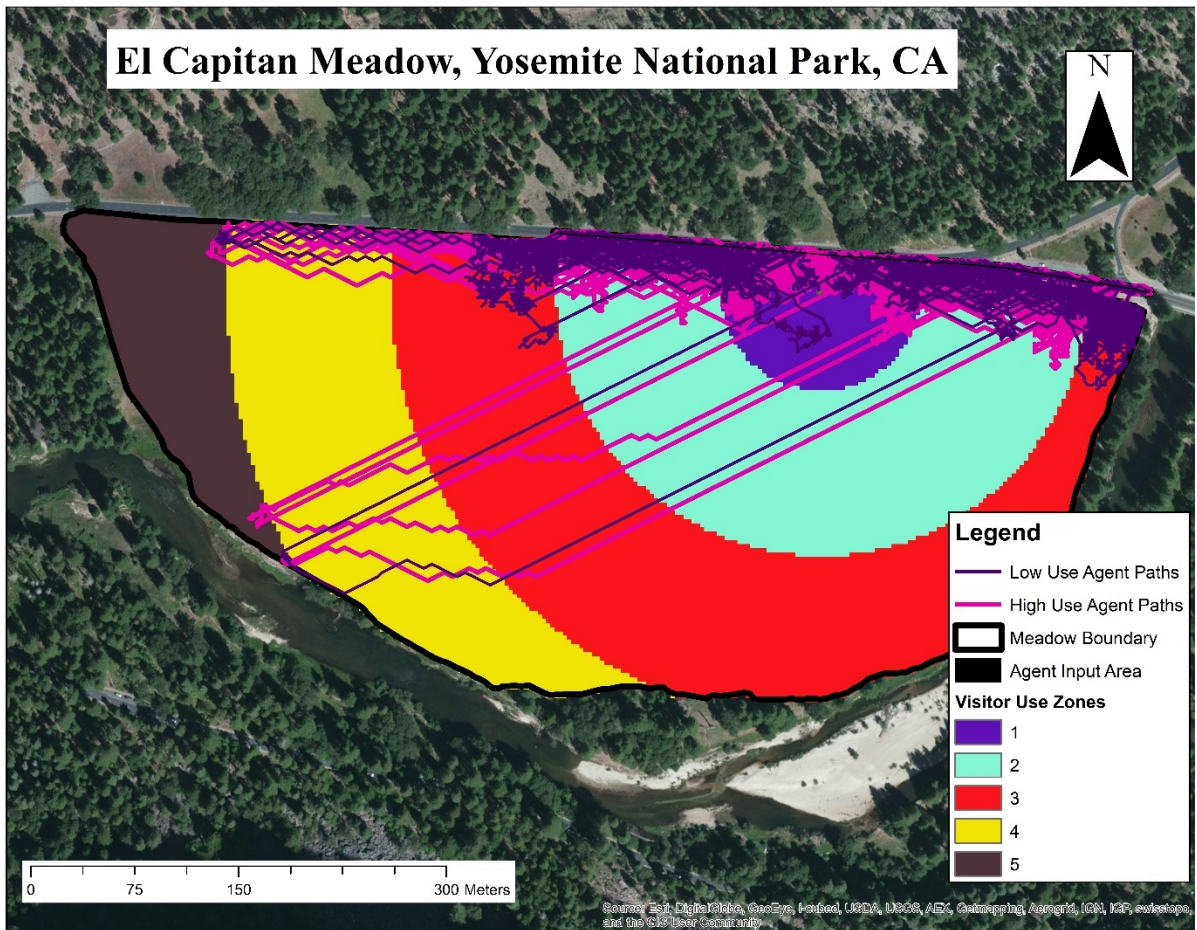 El Capitan Meadow, Yosemite National Park, CA
N
Legend
Low Use Agent Paths
High Use Agent Paths
Meadow Boundary
Agent Input Area
Visitor Use Zones
1
2
3
4
5
0 75 150 300 Meters
Source: Esri, DigitalGlobe, GeoEye, i-cubed, USDA, USGS, AEX, Getmapping, Aerogrid, IGN, IGP, swisstopo,
and the GIS User Community